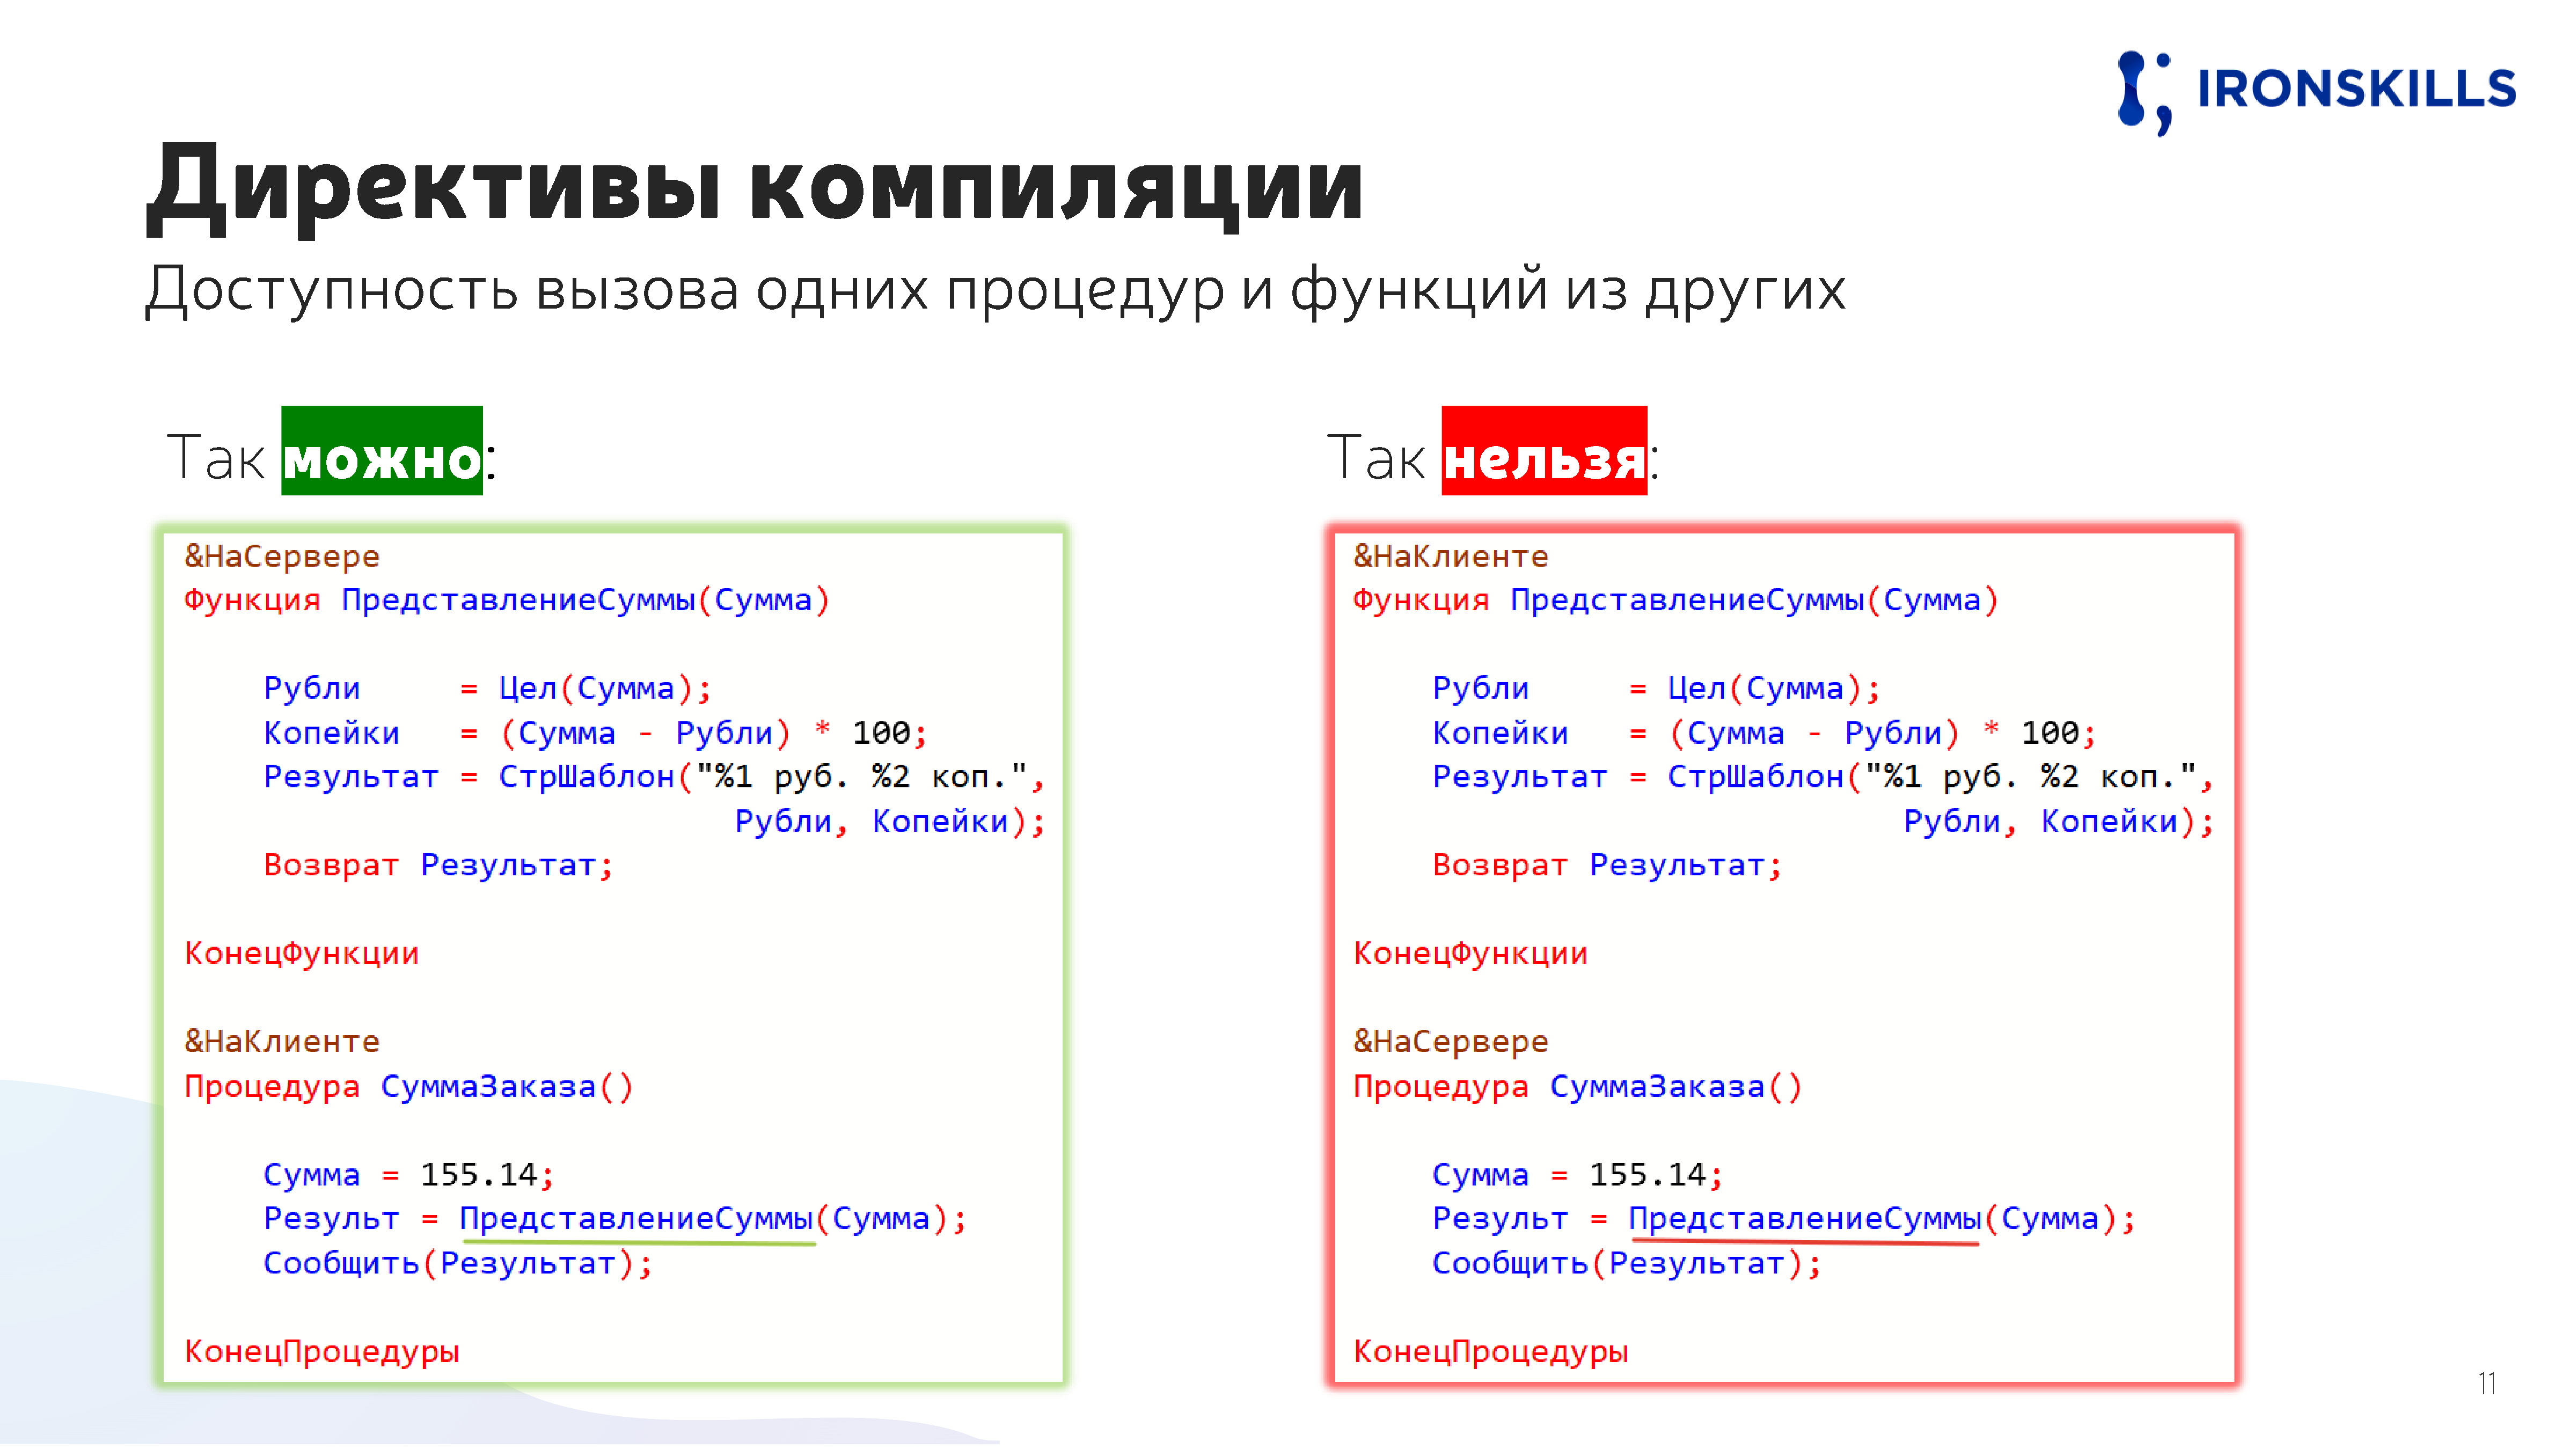 IRONSKILLS
Директивы компиляции
Доступность вызова одних процедур и функций из других
Так можно:
&НаСервере
Функция ПредставлениеСуммы(Сумма)
Рубли = Цел(Сумма);
Копейки = (Сумма - Рубли) * 100;
Результат = СтрШаблон("%1 руб. %2 коп.",
Рубли, Копейки);
Возврат Результат;
КонецФункции
&НаКлиенте
Процедура СуммаЗаказа()
Сумма = 155.14;
Результ = ПредставлениеСуммы(Сумма);
Сообщить(Результат);
КонецПроцедуры
Так нельзя:
&НаКлиенте
Функция ПредставлениеСуммы(Сумма)
Рубли = Цел(Сумма);
Копейки = (Сумма - Рубли) * 100;
Результат = СтрШаблон("%1 руб. %2 коп.",
Рубли, Копейки);
Возврат Результат;
КонецФункции
&НаСервере
Процедура СуммаЗаказа()
Сумма = 155.14;
Результ = ПредставлениеСуммы(Сумма);
Сообщить(Результат);
КонецПроцедуры
11